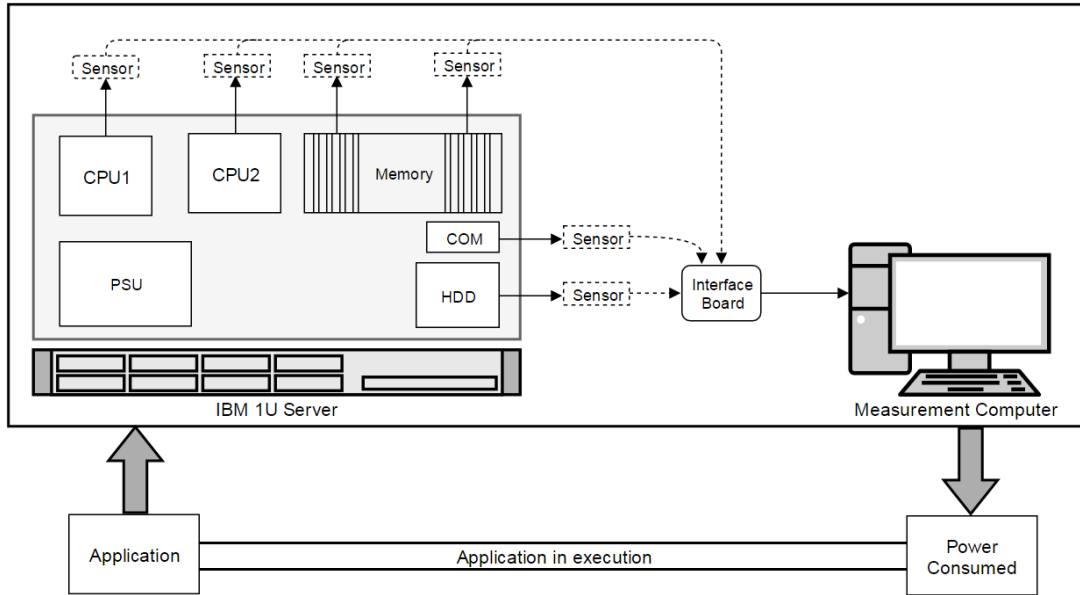 Sensor
Sensor
Sensor
Sensor
CPU1
CPU2
Memory
COM
Sensor
PSU
HDD
Sensor
Interface
Board
IBM 1U Server
Measurement Computer
Application
Application in execution
Power
Consumed